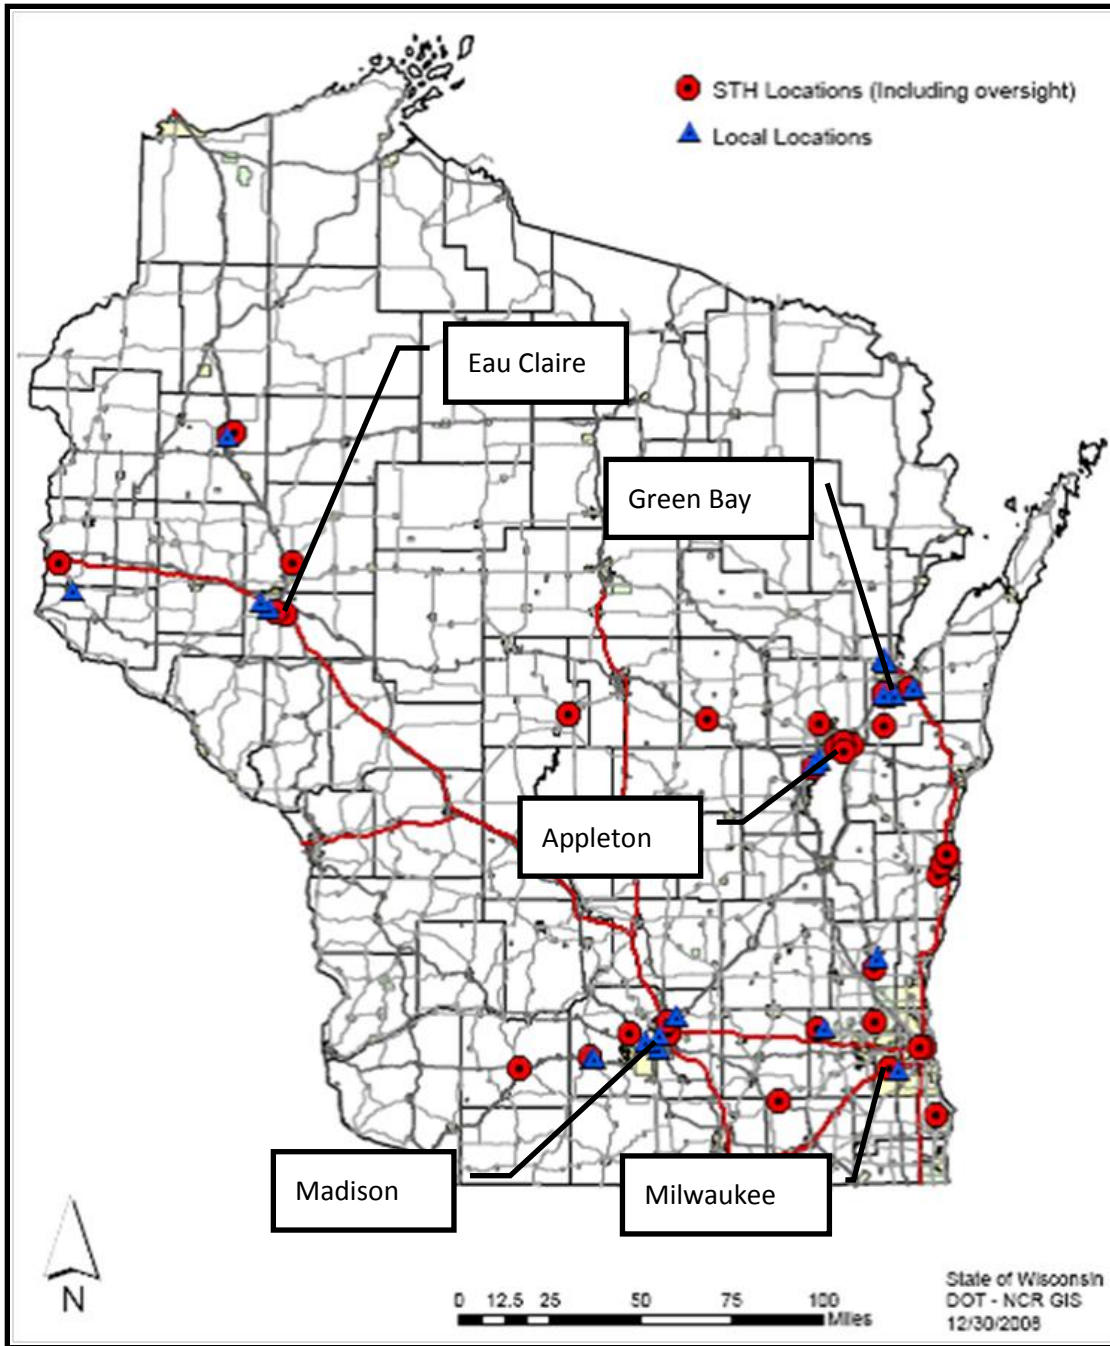 STH Locations (Including oversight)
Local Locations
Eau Claire
Green Bay
Appleton
Madison
Milwaukee
N
0 12.5 25 50 75 100
Miles
State of Wisconsin
DOT - NCR GIS
12/30/2008